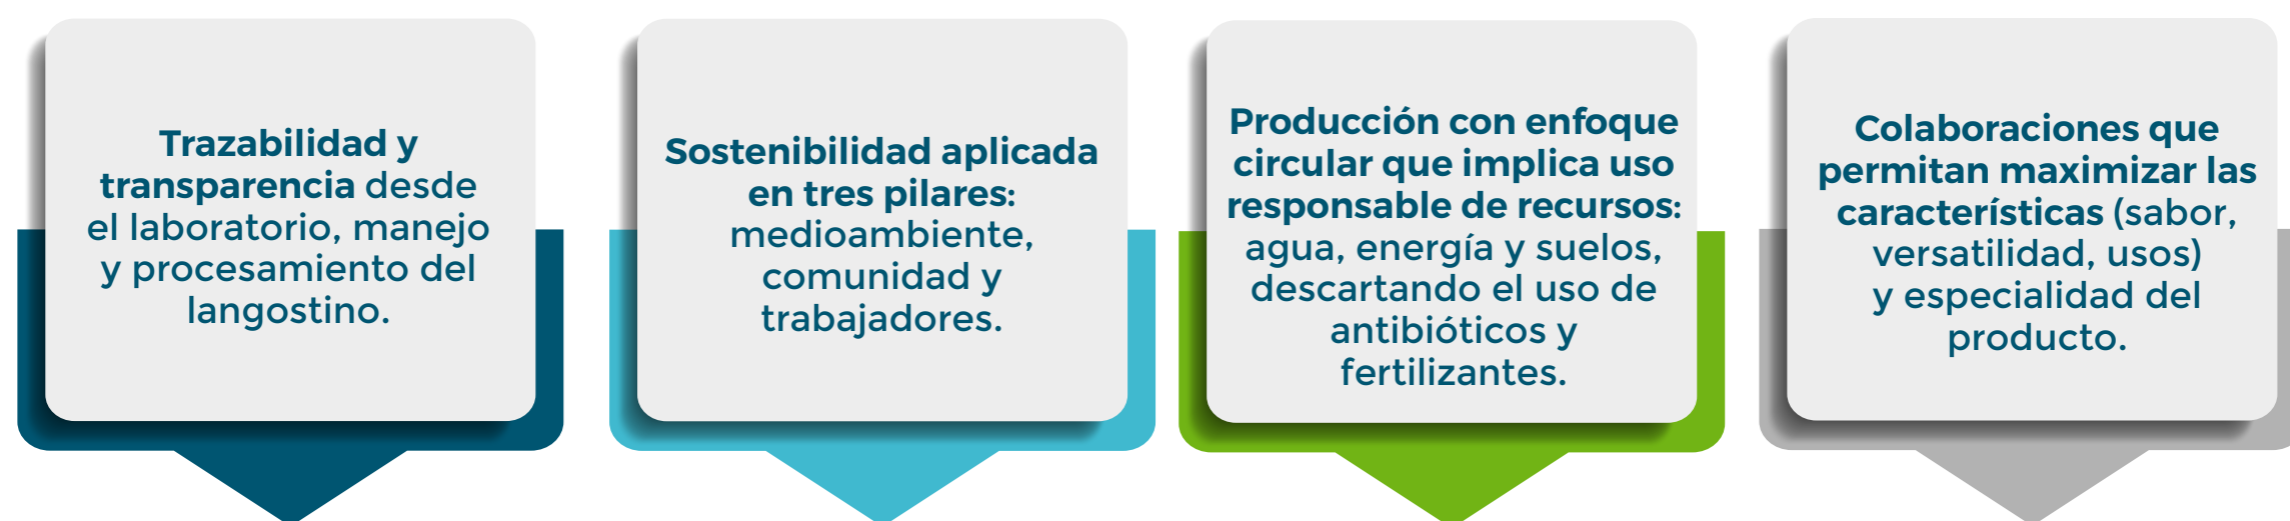 Trazabilidad y
transparencia desde
el laboratorio, manejo
y procesamiento del
langostino.
Sostenibilidad aplicada
en tres pilares:
medioambiente,
comunidad y
trabajadores.
Producción con enfoque
circular que implica uso
responsable de recursos:
agua, energía y suelos,
descartando el uso de
antibióticos y
fertilizantes.
Colaboraciones que
permitan maximizar las
características (sabor,
versatilidad, usos)
y especialidad del
producto.